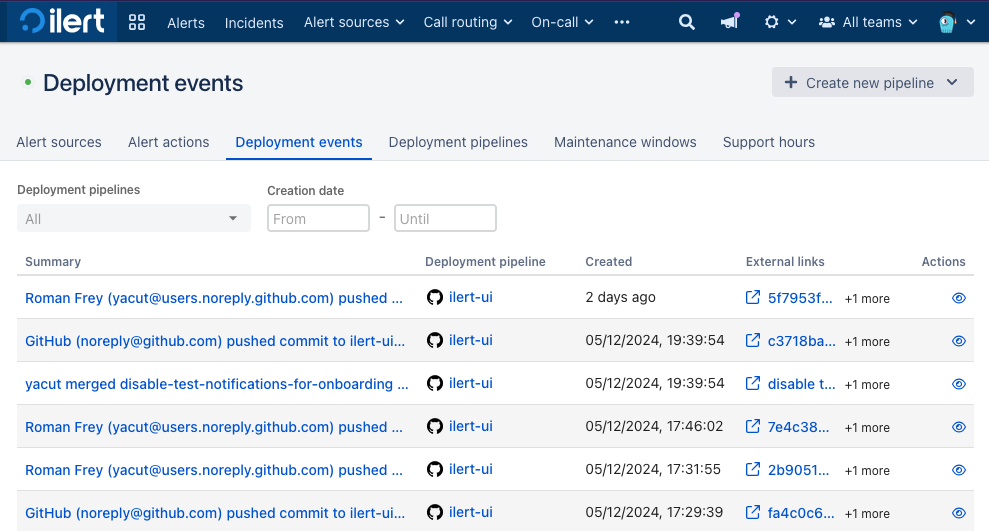 ilert Alerts Incidents Alert sources Call routing On-call All teams
Deployment events
Create new pipeline
Alert sources Alert actions Deployment events Deployment pipelines Maintenance windows Support hours
Deployment pipelines Creation date
All From - Until
Summary Deployment pipeline Created External links Actions
Roman Frey (yacut@users.noreply.github.com) pushed ... ilert-ui 2 days ago 5f7953f... +1 more
GitHub (noreply@github.com) pushed commit to ilert-ui... ilert-ui 05/12/2024, 19:39:54 c3718ba... +1 more
yacut merged disable-test-notifications-for-onboarding ... ilert-ui 05/12/2024, 19:39:54 disable t... +1 more
Roman Frey (yacut@users.noreply.github.com) pushed ... ilert-ui 05/12/2024, 17:46:02 7e4c38... +1 more
Roman Frey (yacut@users.noreply.github.com) pushed ... ilert-ui 05/12/2024, 17:31:55 2b9051... +1 more
GitHub (noreply@github.com) pushed commit to ilert-ui... ilert-ui 05/12/2024, 17:29:39 fa4c0c6... +1 more